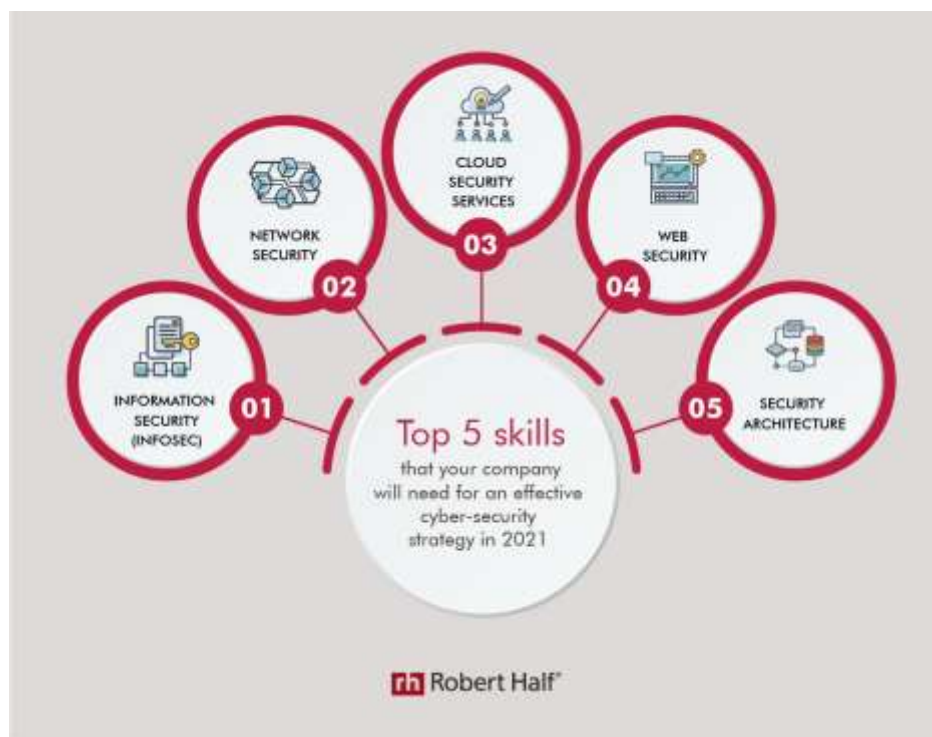 INFORMATION
SECURITY
(INFOSEC)
01
NETWORK
SECURITY
02
CLOUD
SECURITY
SERVICES
03
WEB
SECURITY
04
SECURITY
ARCHITECTURE
05
Top 5 skills
that your company
will need for an effective
cyber-security
strategy in 2021
rh Robert Half®